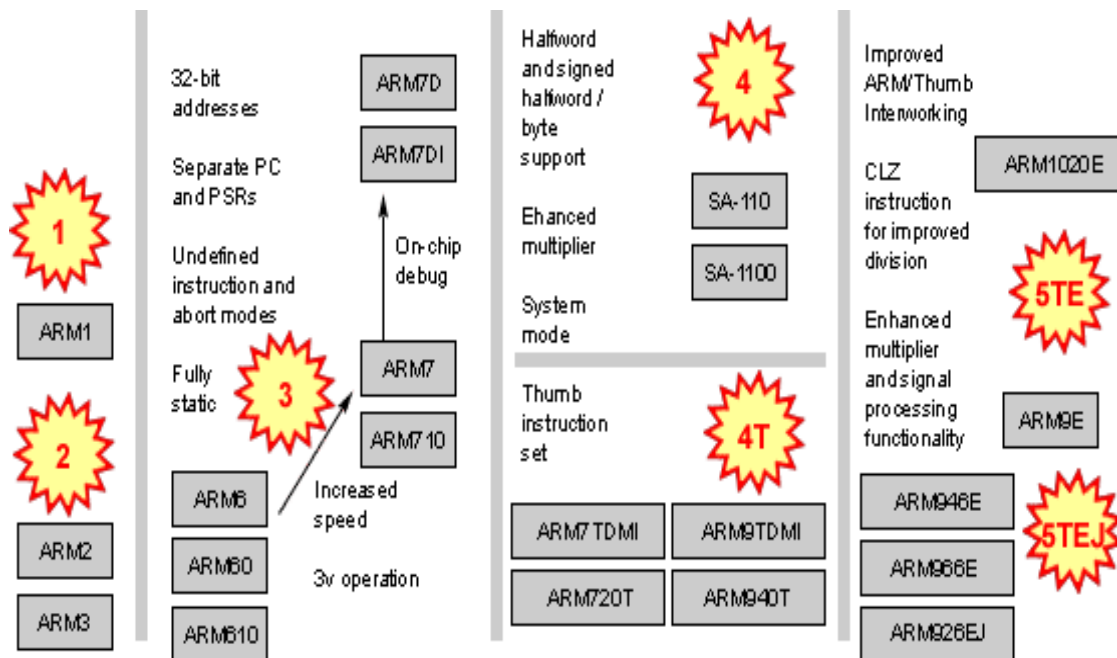 1
ARM1
2
ARM2
ARM3
32-bit
addresses
Separate PC
and PSRs
Undefined
instruction and
abort modes
Fully
static
3
ARM6
ARM60
ARM610
ARM7D
ARM7DI
On-chip
debug
ARM7
ARM710
Increased
speed
3v operation
Halfword
and signed
halfword /
byte
support
Ehanced
multiplier
System
mode
4
SA-110
SA-1100
Thumb
instruction
set
4T
ARM7TDMI
ARM9TDMI
ARM720T
ARM940T
Improved
ARM/Thumb
Interworking
CLZ
instruction
for improved
division
Enhanced
multiplier
and signal
processing
functionality
ARM1020E
5TE
ARM9E
ARM946E
ARM966E
ARM926EJ
5TEJ